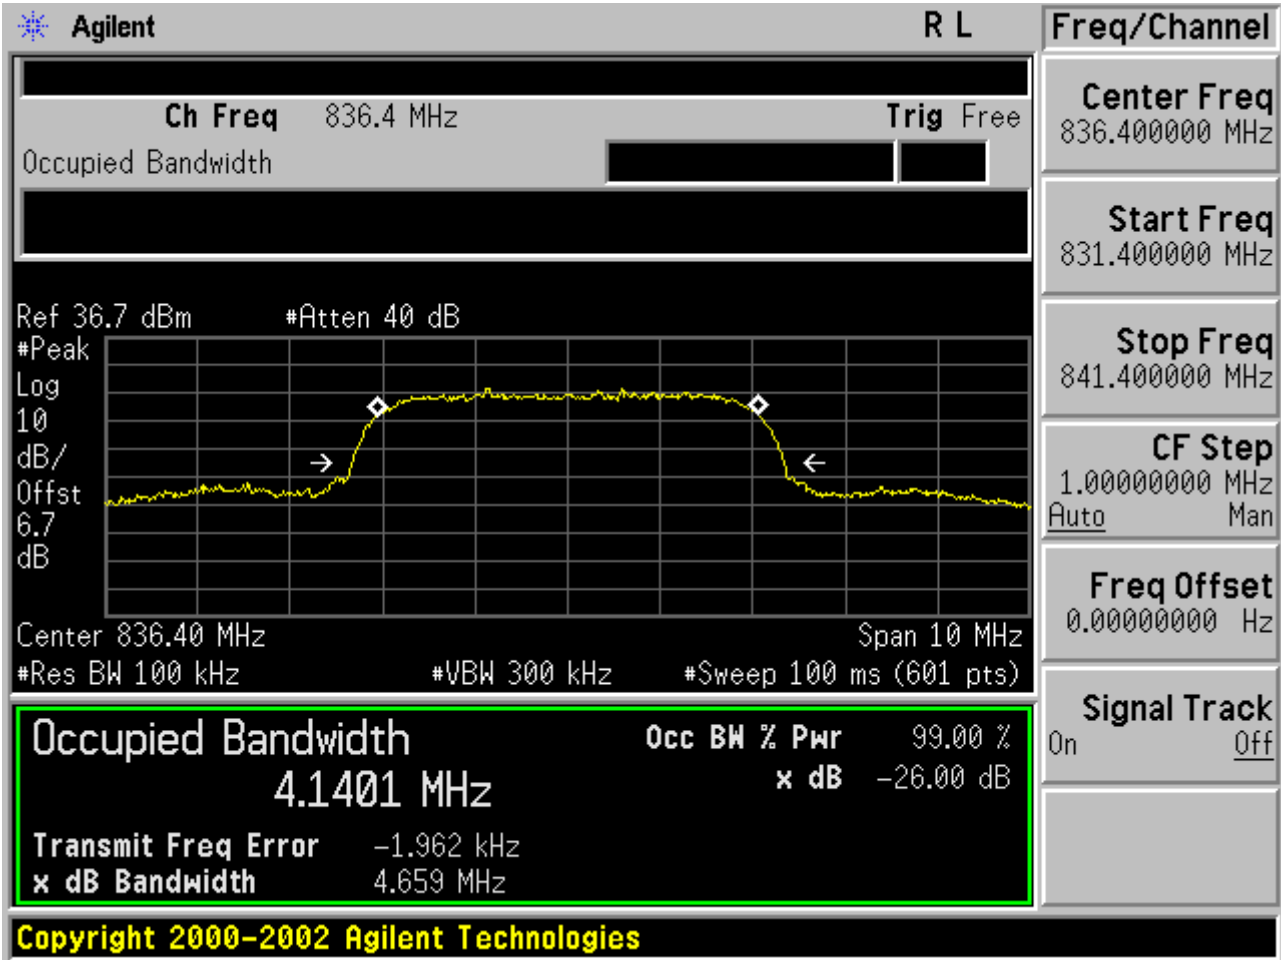 Agilent
R L
Freq/Channel
Ch Freq 836.4 MHz
Trig Free
Occupied Bandwidth
Ref 36.7 dBm
#Atten 40 dB
#Peak
Log
10
dB/
Offst
6.7
dB
Center 836.40 MHz
Span 10 MHz
#Res BW 100 kHz
#VBW 300 kHz
#Sweep 100 ms (601 pts)
Occupied Bandwidth
4.1401 MHz
Occ BW % Pwr 99.00 %
x dB -26.00 dB
Transmit Freq Error -1.962 kHz
x dB Bandwidth 4.659 MHz
Center Freq
836.400000 MHz
Start Freq
831.400000 MHz
Stop Freq
841.400000 MHz
CF Step
1.00000000 MHz
Auto Man
Freq Offset
0.00000000 Hz
Signal Track
On Off
Copyright 2000-2002 Agilent Technologies